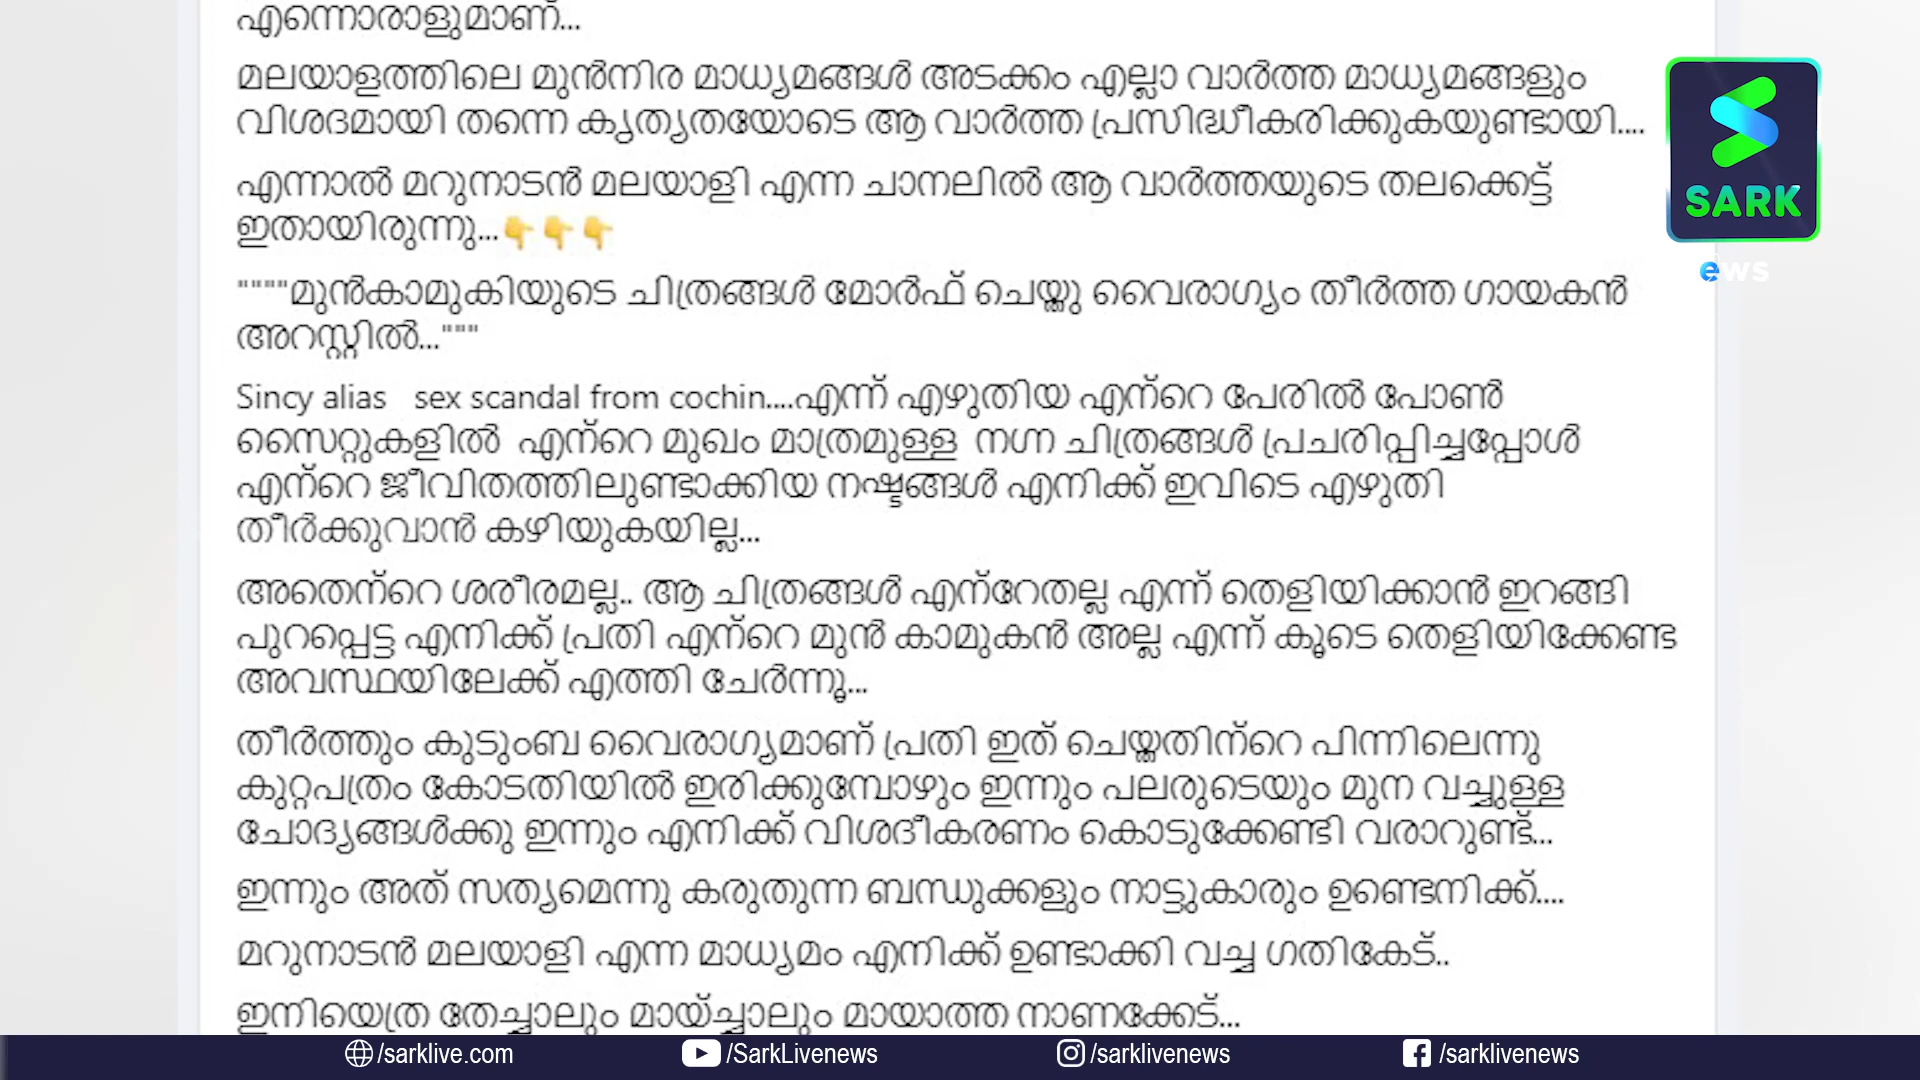 എന്നൊരാളുമാണ്...
മലയാളത്തിലെ മുൻനിര മാധ്യമങ്ങൾ അടക്കം എല്ലാ വാർത്ത മാധ്യമങ്ങളും
വിശദമായി തന്നെ കൃത്യതയോടെ ആ വാർത്ത പ്രസിദ്ധീകരിക്കുകയുണ്ടായി....
എന്നാൽ മറുനാടൻ മലയാളി എന്ന ചാനലിൽ ആ വാർത്തയുടെ തലക്കെട്ട്
ഇതായിരുന്നു...👇👇👇
""""മുൻകാമുകിയുടെ ചിത്രങ്ങൾ മോർഫ് ചെയ്തു വൈരാഗ്യം തീർത്ത ഗായകൻ
അറസ്റ്റിൽ..."""
Sincy alias sex scandal from cochin....എന്ന് എഴുതിയ എന്റെ പേരിൽ പോൺ
സൈറ്റുകളിൽ എന്റെ മുഖം മാത്രമുള്ള നഗ്ന ചിത്രങ്ങൾ പ്രചരിപ്പിച്ചപ്പോൾ
എന്റെ ജീവിതത്തിലുണ്ടാക്കിയ നഷ്ടങ്ങൾ എനിക്ക് ഇവിടെ എഴുതി
തീർക്കുവാൻ കഴിയുകയില്ല...
അതെന്റെ ശരീരമല്ല.. ആ ചിത്രങ്ങൾ എന്റേതല്ല എന്ന് തെളിയിക്കാൻ ഇറങ്ങി
പുറപ്പെട്ട എനിക്ക് പ്രതി എന്റെ മുൻ കാമുകൻ അല്ല എന്ന് കൂടെ തെളിയിക്കേണ്ട
അവസ്ഥയിലേക്ക് എത്തി ചേർന്നൂ...
തീർത്തും കുടുംബ വൈരാഗ്യമാണ് പ്രതി ഇത് ചെയ്തതിന്റെ പിന്നിലെന്നു
കുറ്റപത്രം കോടതിയിൽ ഇരിക്കുമ്പോഴും ഇന്നും പലരുടെയും മുന വച്ചുള്ള
ചോദ്യങ്ങൾക്കു ഇന്നും എനിക്ക് വിശദീകരണം കൊടുക്കേണ്ടി വരാറുണ്ട്...
ഇന്നും അത് സത്യമെന്നു കരുതുന്ന ബന്ധുക്കളും നാട്ടുകാരും ഉണ്ടെനിക്ക്....
മറുനാടൻ മലയാളി എന്ന മാധ്യമം എനിക്ക് ഉണ്ടാക്കി വച്ച ഗതികേട്..
ഇനിയെത്ര തേച്ചാലും മായ്ച്ചാലും മായാത്ത നാണക്കേട്...
SARK
ews
/sarklive.com
/SarkLivenews
/sarklivenews
/sarklivenews